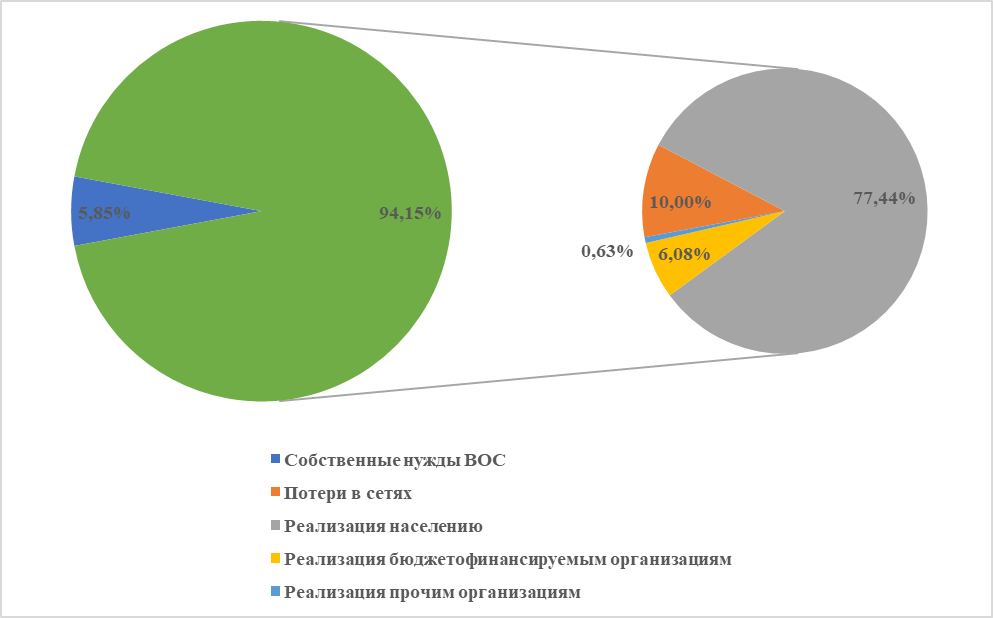 5,85%
94,15%
10,00%
77,44%
0,63%
6,08%
Собственные нужды ВОС
Потери в сетях
Реализация населению
Реализация бюджетофинансируемым организациям
Реализация прочим организациям